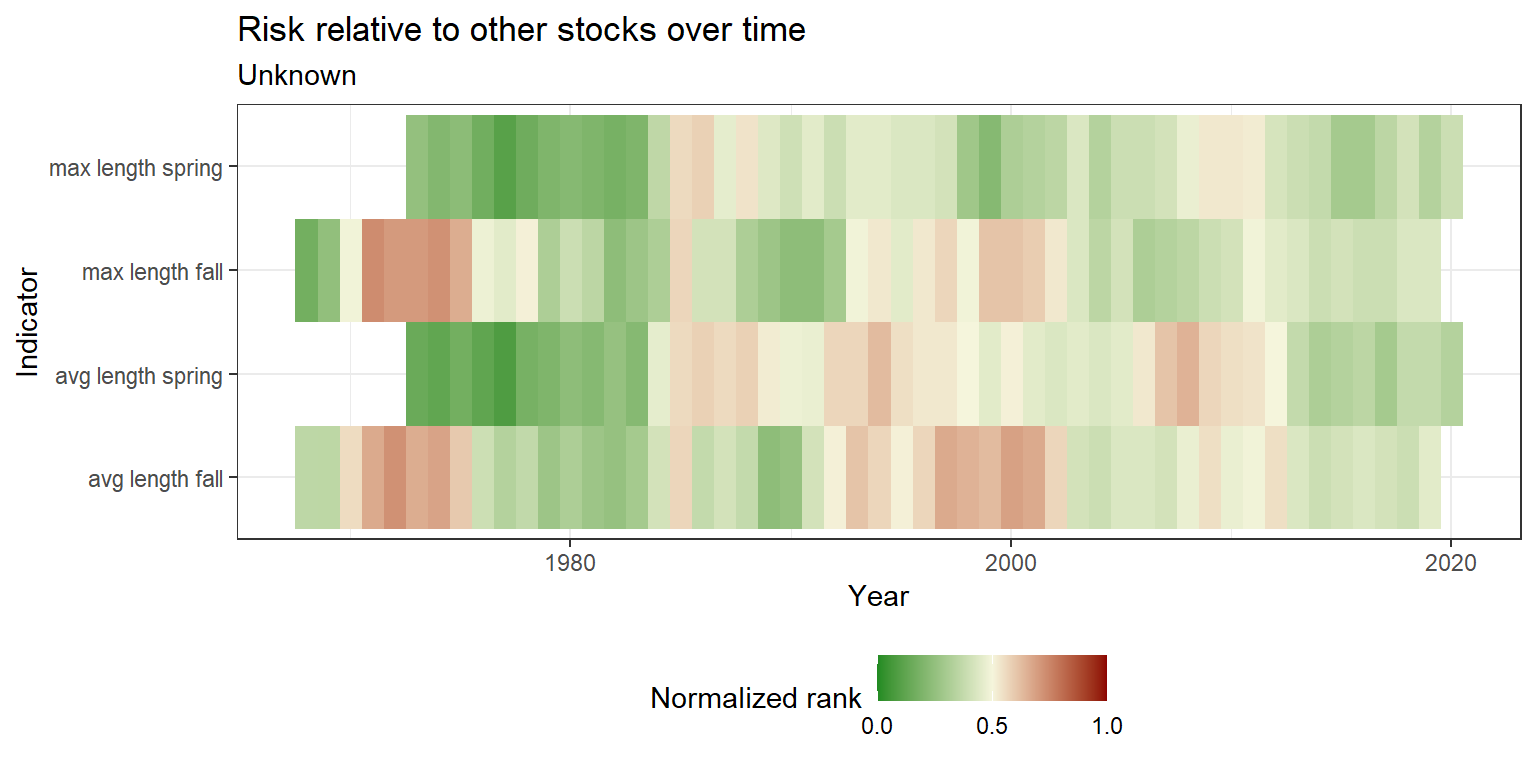 Risk relative to other stocks over time
Unknown
Indicator
max length spring
max length fall
avg length spring
avg length fall
1980 2000 2020
Year
Normalized rank
0.0 0.5 1.0